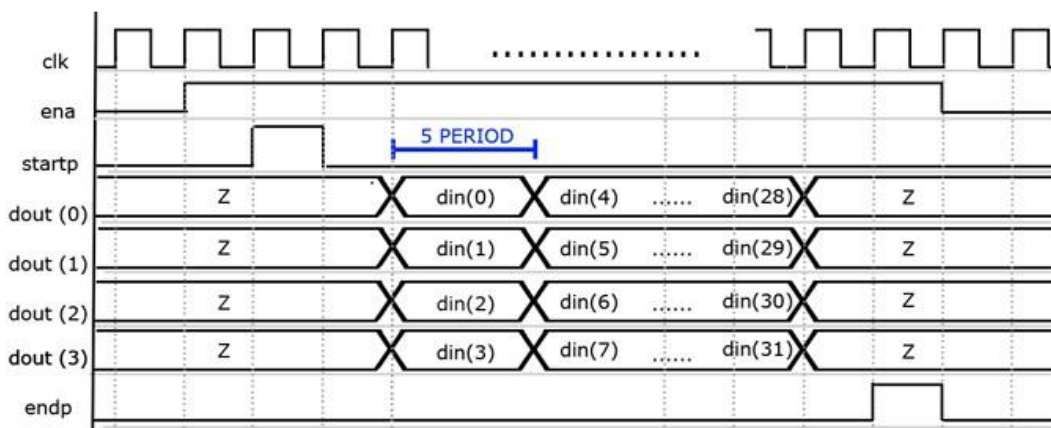 clk
ena
startp
5 PERIOD
dout (0) Z din(0) din(4) ...... din(28) Z
dout (1) Z din(1) din(5) ...... din(29) Z
dout (2) Z din(2) din(6) ...... din(30) Z
dout (3) Z din(3) din(7) ...... din(31) Z
endp